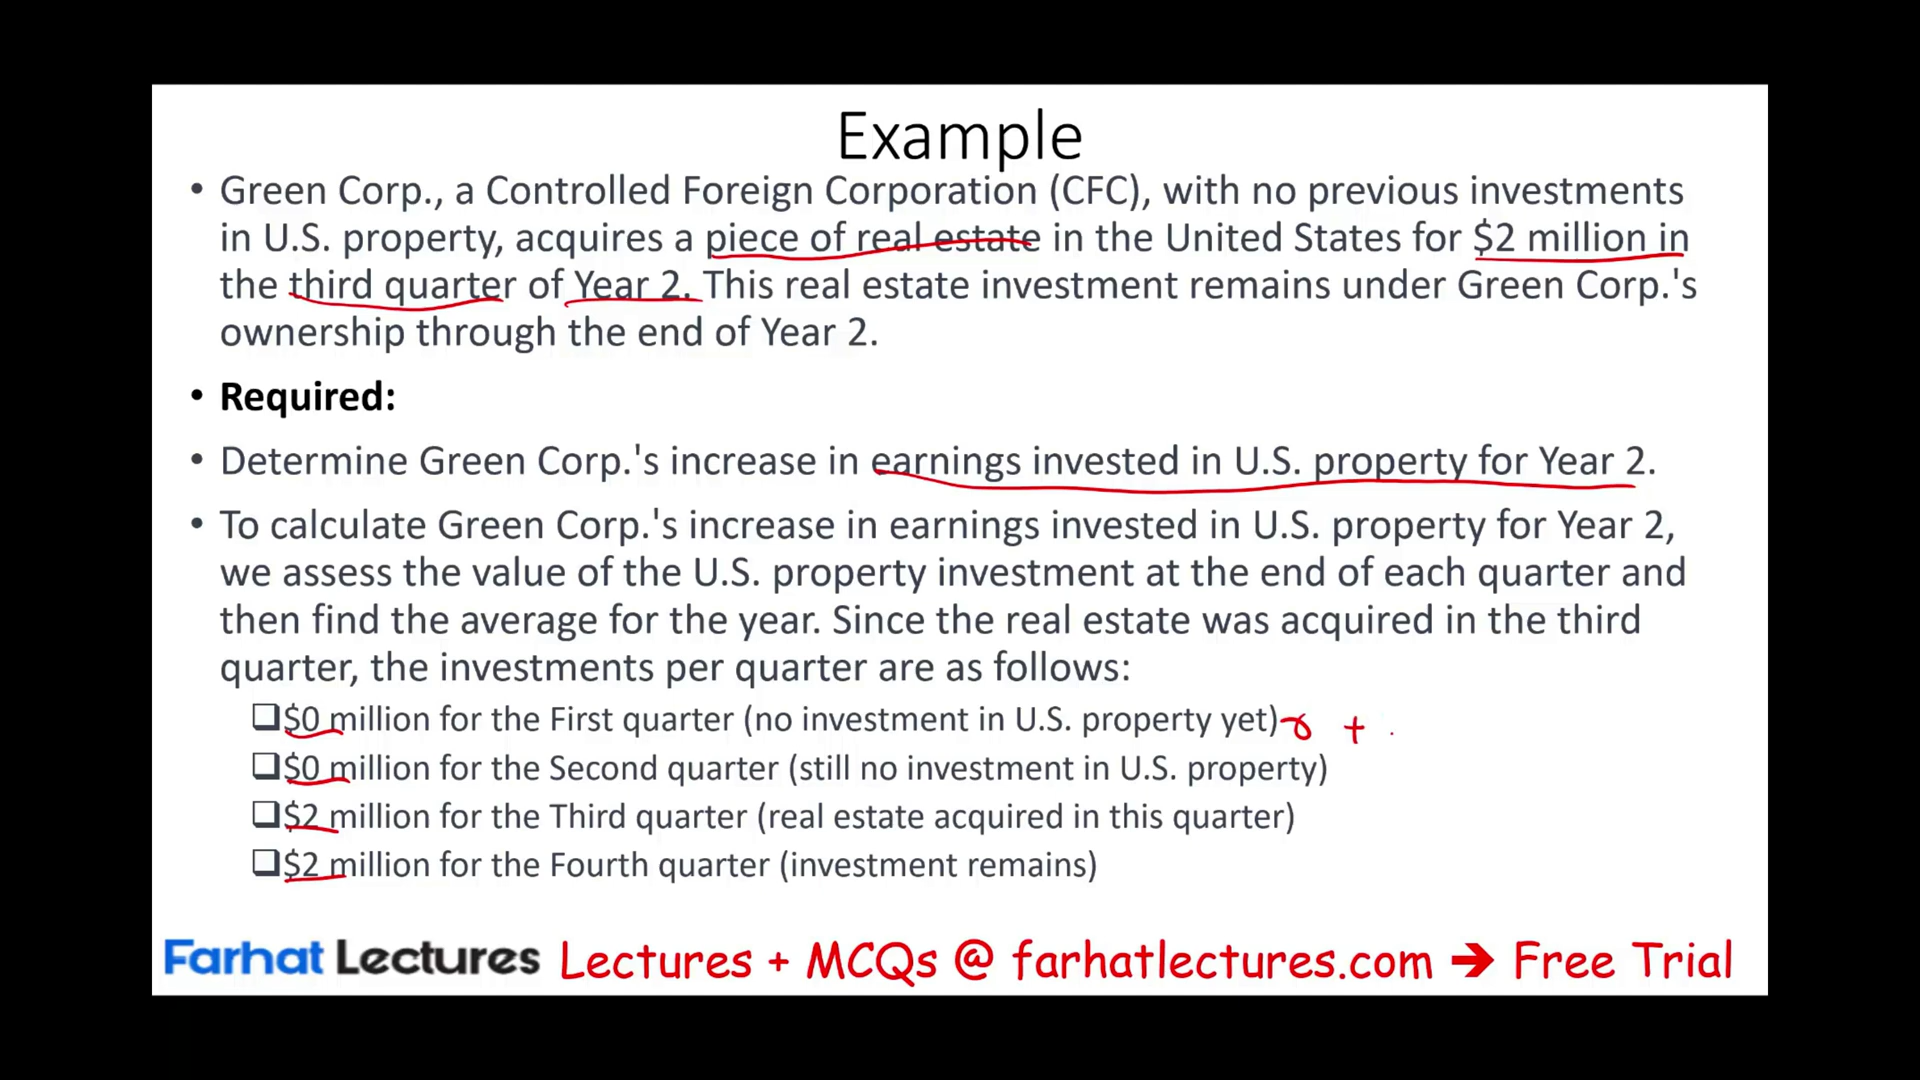 Example
• Green Corp., a Controlled Foreign Corporation (CFC), with no previous investments
in U.S. property, acquires a piece of real estate in the United States for $2 million in
the third quarter of Year 2. This real estate investment remains under Green Corp.'s
ownership through the end of Year 2.
• Required:
• Determine Green Corp.'s increase in earnings invested in U.S. property for Year 2.
• To calculate Green Corp.'s increase in earnings invested in U.S. property for Year 2,
we assess the value of the U.S. property investment at the end of each quarter and
then find the average for the year. Since the real estate was acquired in the third
quarter, the investments per quarter are as follows:
❑$0 million for the First quarter (no investment in U.S. property yet) 0 +
❑$0 million for the Second quarter (still no investment in U.S. property)
❑$2 million for the Third quarter (real estate acquired in this quarter)
❑$2 million for the Fourth quarter (investment remains)
Farhat Lectures Lectures + MCQs @ farhatlectures.com ➔ Free Trial